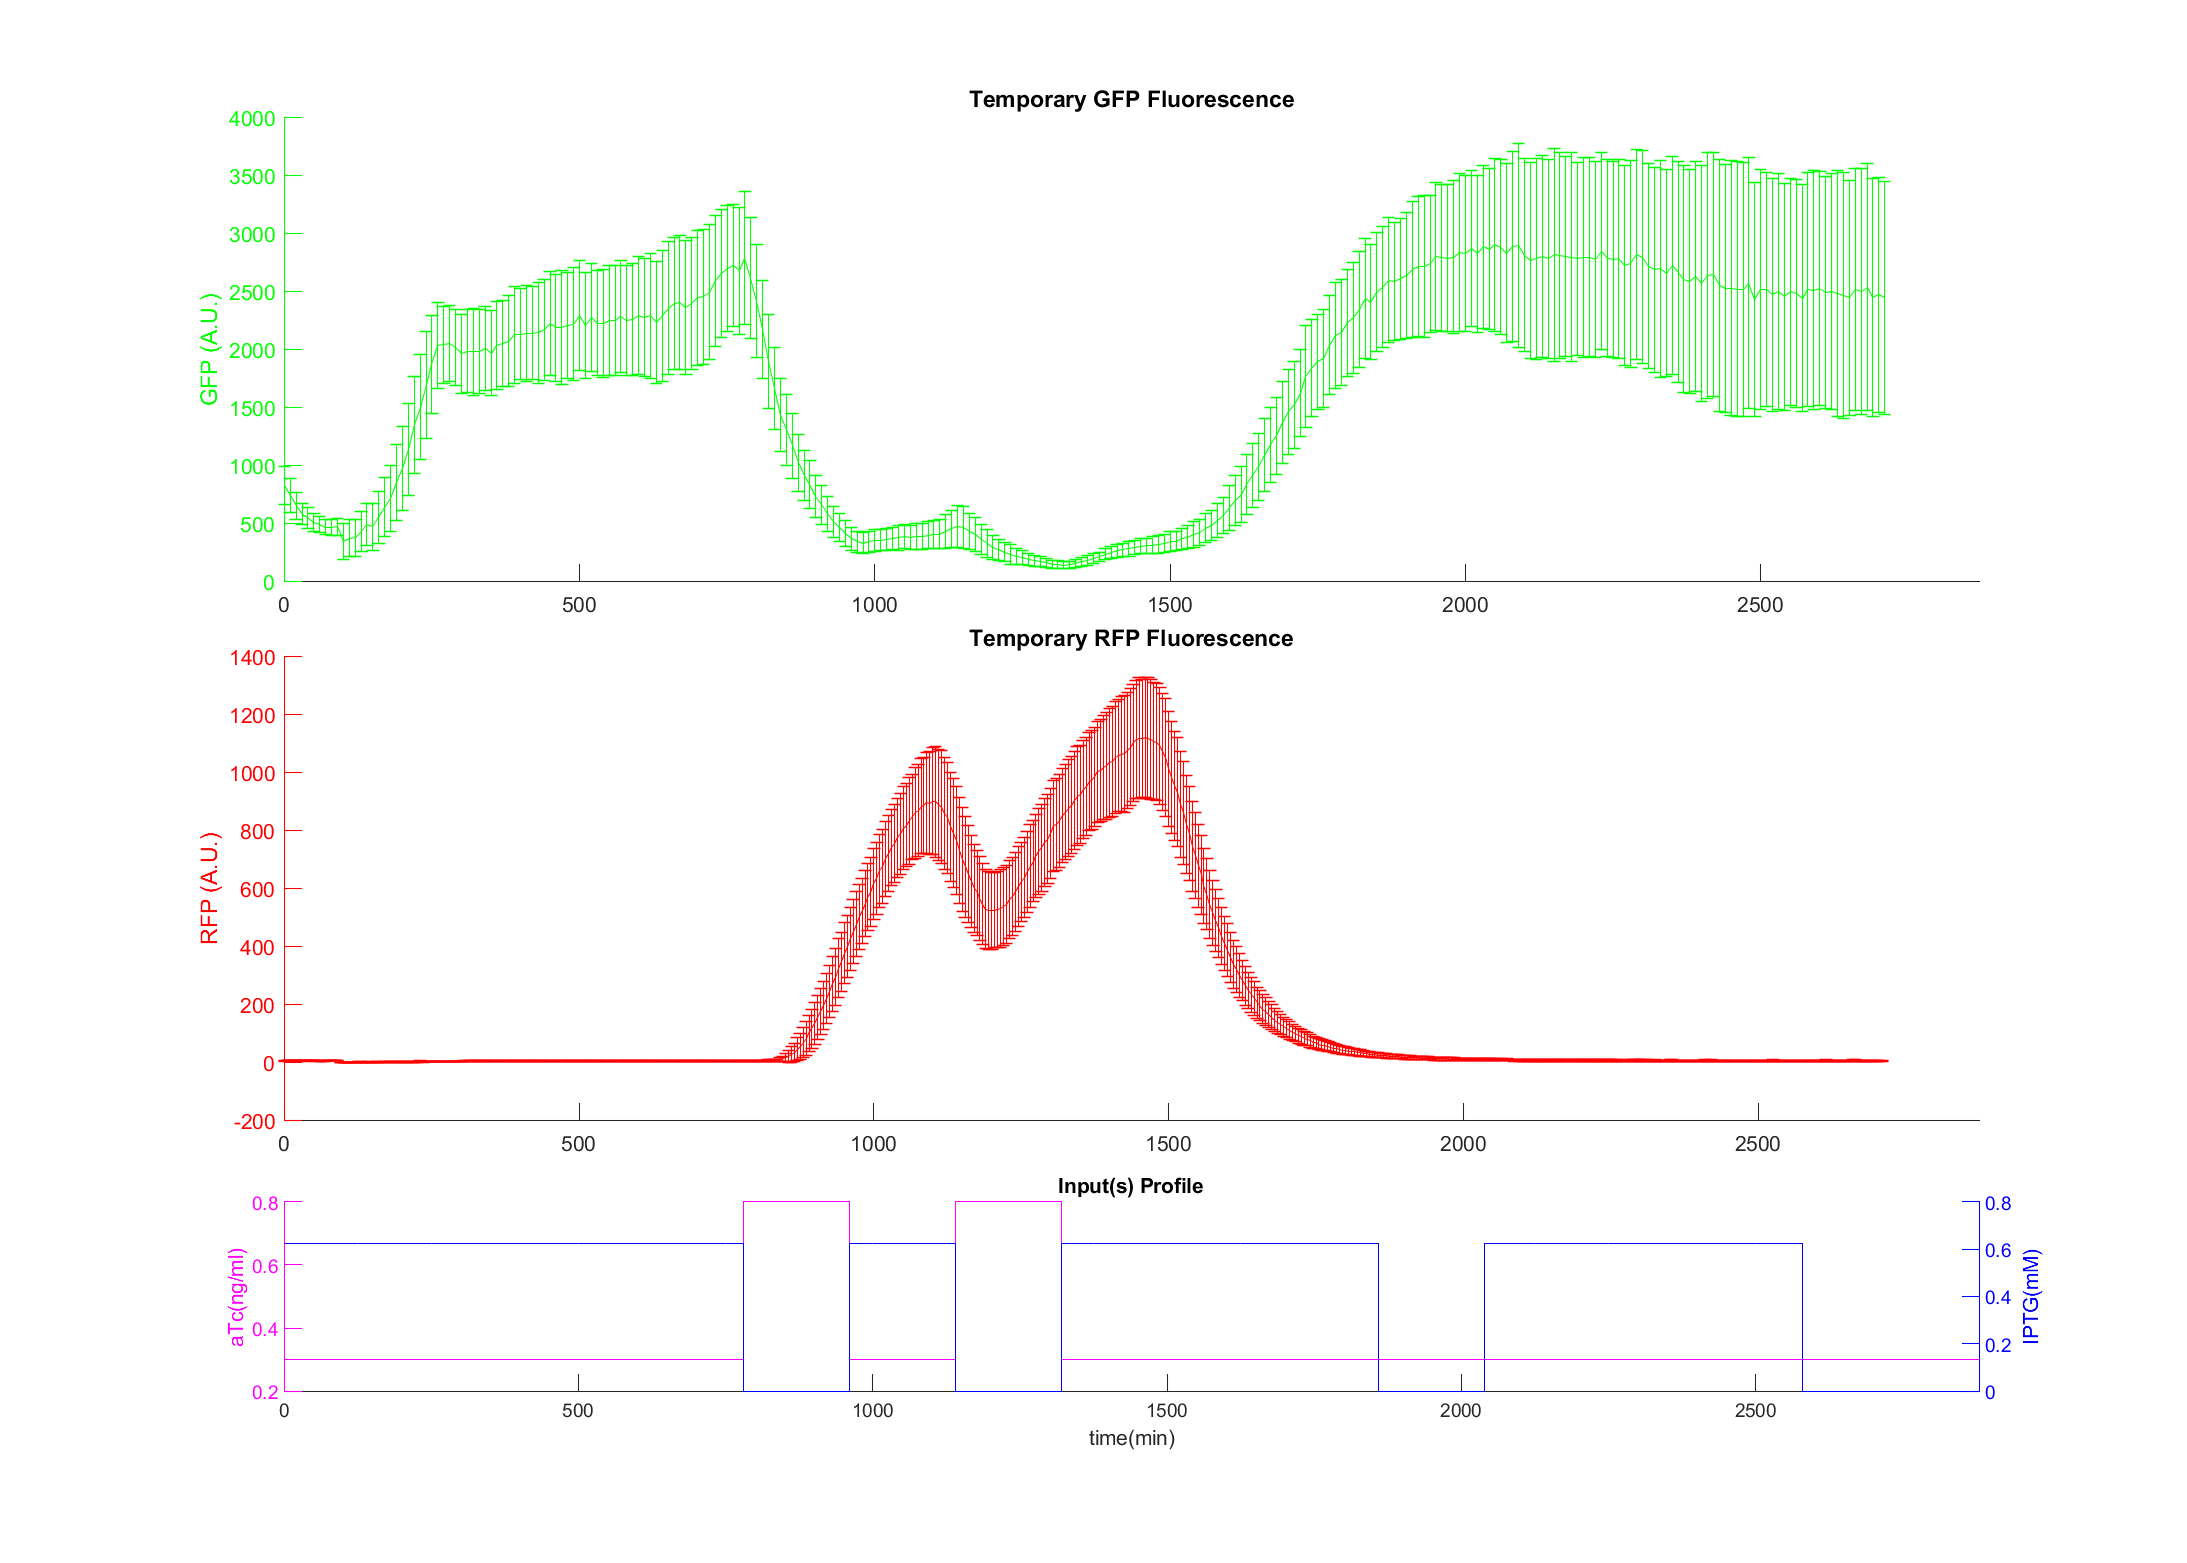 Temporary GFP Fluorescence
GFP (A.U.)
4000
3500
3000
2500
2000
1500
1000
500
0
0 500 1000 1500 2000 2500
Temporary RFP Fluorescence
RFP (A.U.)
1400
1200
1000
800
600
400
200
0
-200
0 500 1000 1500 2000 2500
Input(s) Profile
aTc(ng/ml)
0.8
0.6
0.4
0.2
0.8
0.6
0.4
0.2
0
IPTG(mM)
0 500 1000 1500 2000 2500
time(min)